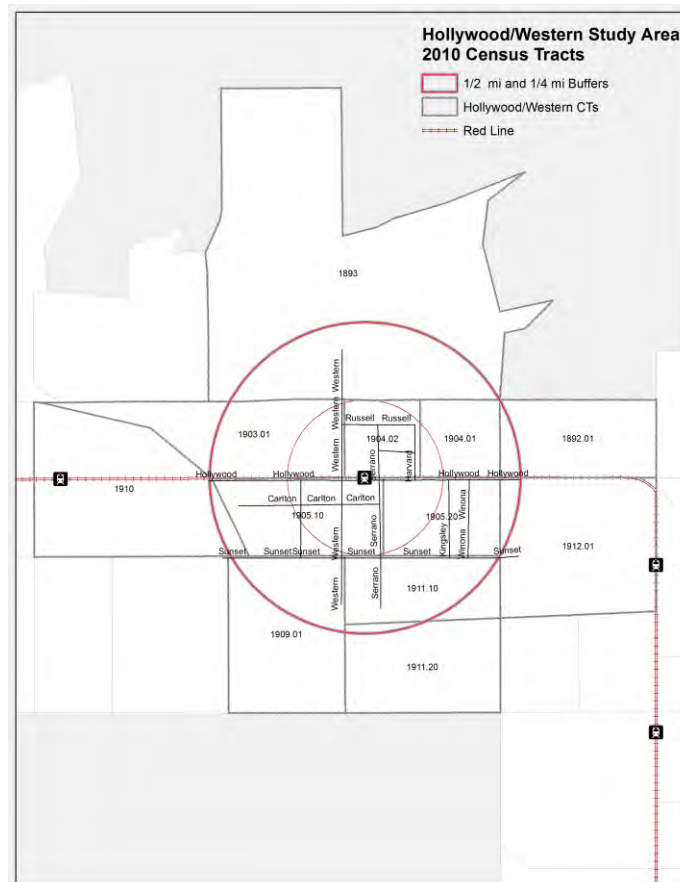 Hollywood/Western Study Area
2010 Census Tracts
1/2 mi and 1/4 mi Buffers
Hollywood/Western CTs
Red Line
1893
Western
Western
Russell Russell
1903.01
1904.02
1904.01
1892.01
Western
Serrano
Harvard
Hollywood Hollywood Hollywood Hollywood
1910
Carlton Carlton Carlton
1905.10
1905.20
Winona
Serrano
Kingsley
Winona
Western
1912.01
Sunset SunsetSunset Sunset Sunset Sunset
Western
Serrano
1911.10
1909.01
1911.20